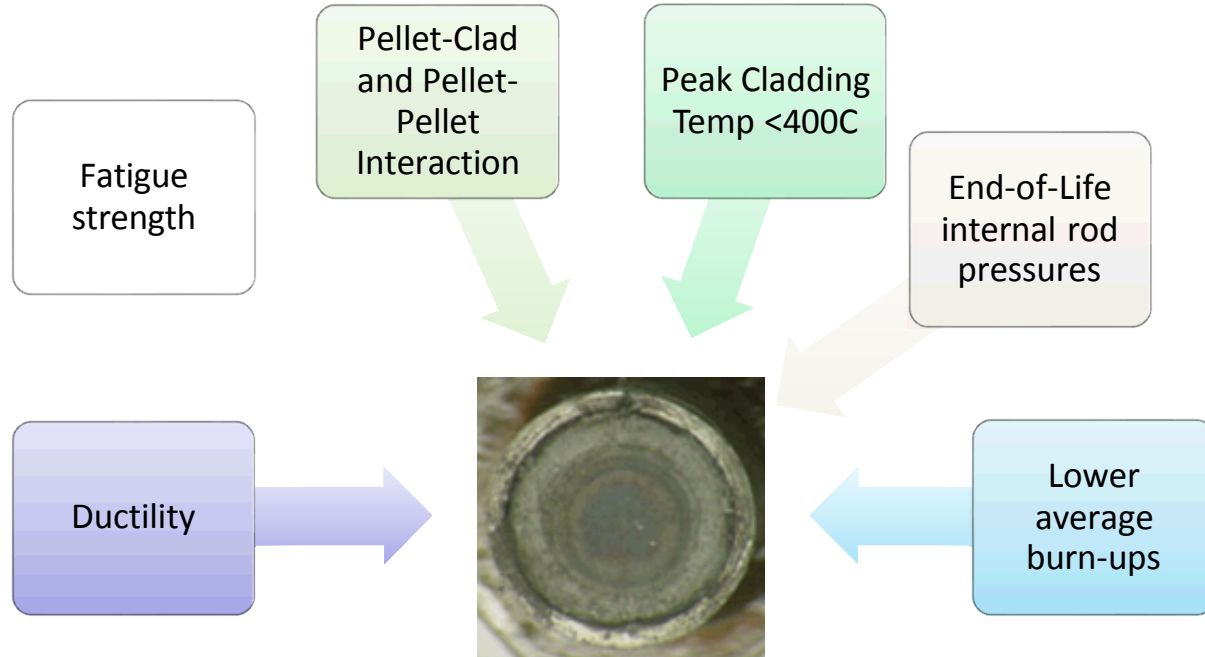 Fatigue
strength
Pellet-Clad
and Pellet-
Pellet
Interaction
Peak Cladding
Temp <400C
End-of-Life
internal rod
pressures
Ductility
Lower
average
burn-ups